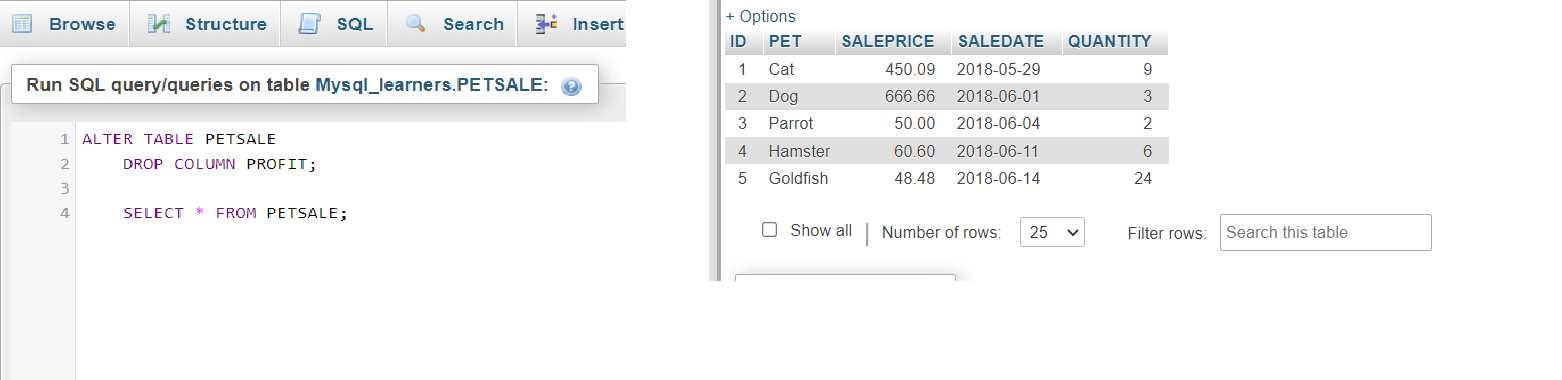 Browse Structure SQL Search Insert
Run SQL query/queries on table Mysql_learners.PETSALE:
1 ALTER TABLE PETSALE
2 DROP COLUMN PROFIT;
3
4 SELECT * FROM PETSALE;
+ Options
ID PET SALEPRICE SALEDATE QUANTITY
1 Cat 450.09 2018-05-29 9
2 Dog 666.66 2018-06-01 3
3 Parrot 50.00 2018-06-04 2
4 Hamster 60.60 2018-06-11 6
5 Goldfish 48.48 2018-06-14 24
Show all Number of rows: 25 Filter rows: Search this table